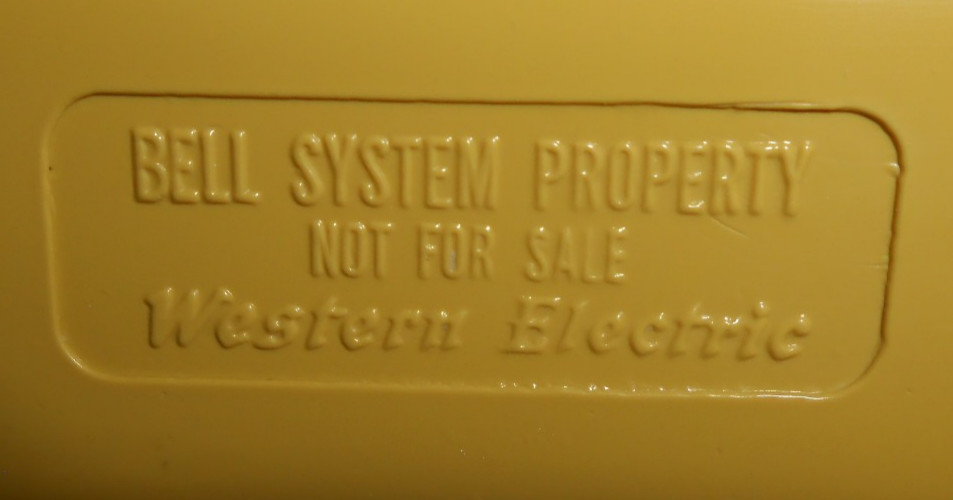 BELL SYSTEM PROPERTY
NOT FOR SALE
Western Electric